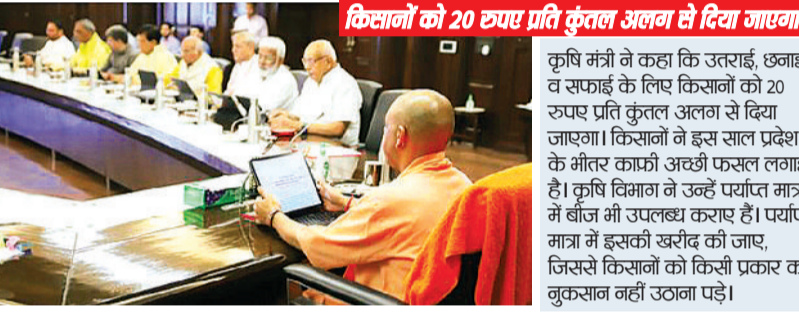 किसानों को 20 रुपए प्रति कुंतल अलग से दिया जाएगा
कृषि मंत्री ने कहा कि उतराई, छनाई
व सफाई के लिए किसानों को 20
रुपए प्रति कुंतल अलग से दिया
जाएगा। किसानों ने इस साल प्रदेश
के भीतर काफी अच्छी फसल लगाई
है। कृषि विभाग ने उन्हें पर्याप्त मात्रा
में बीज भी उपलब्ध कराए हैं। पर्याप्त
मात्रा में इसकी खरीद की जाए,
जिससे किसानों को किसी प्रकार का
नुकसान नहीं उठाना पड़े।